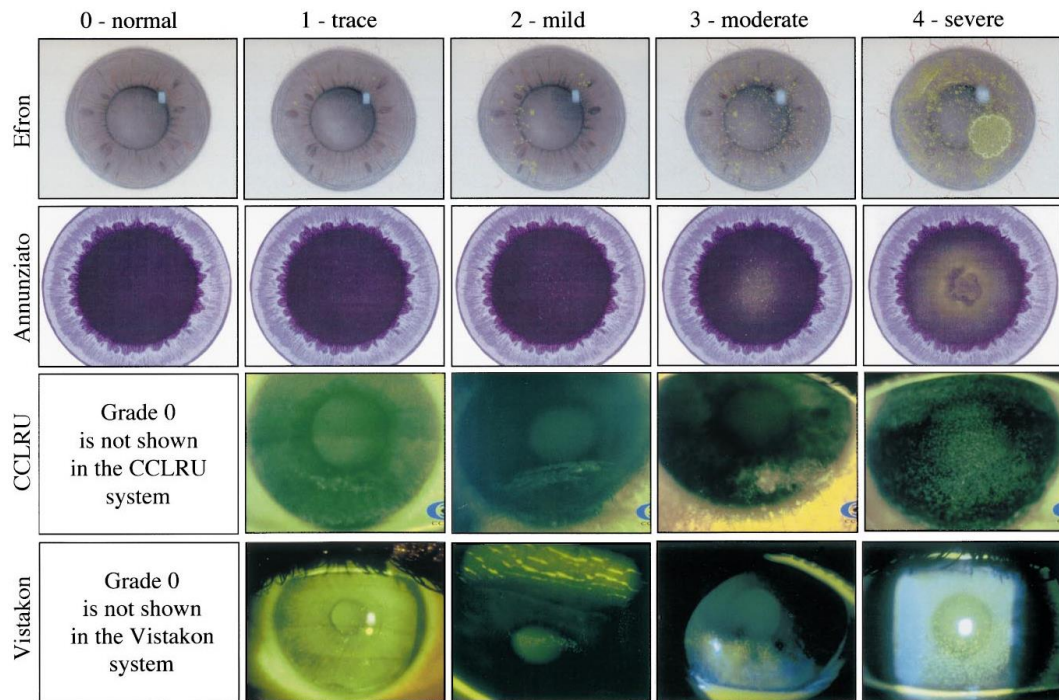 0 - normal
1 - trace
2 - mild
3 - moderate
4 - severe
Efron
Annunziato
CCLRU
Grade 0
is not shown
in the CCLRU
system
Vistakon
Grade 0
is not shown
in the Vistakon
system